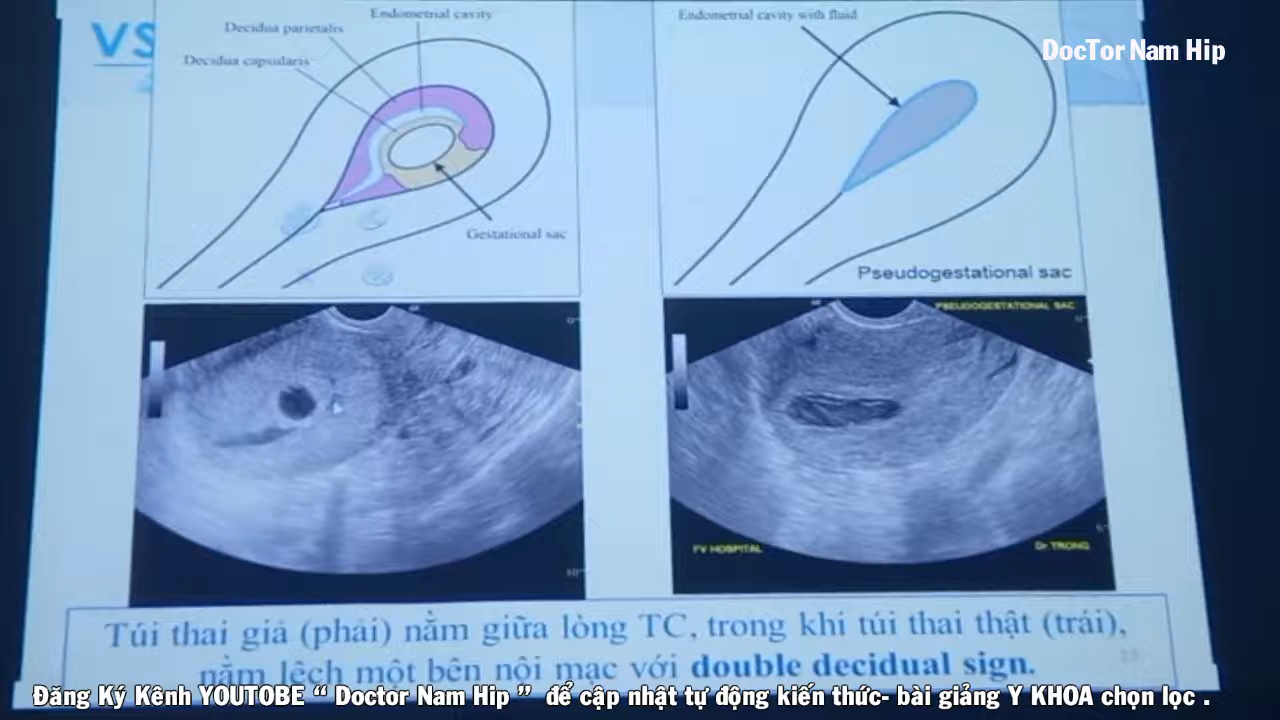 VS
Endometrial cavity
Decidua parietalis
Decidua capsularis
Gestational sac
Endometrial cavity with fluid
Pseudogestational sac
DocTor Nam Hip
PSEUDOGESTATIONAL SAC
FV HOSPITAL
Dr TRONG
Túi thai giả (phải) nằm giữa lòng TC, trong khi túi thai thật (trái),
nằm lệch một bên nội mạc với double decidual sign.
33
Đăng Ký Kênh YOUTOBE “ Doctor Nam Hip ” để cập nhật tự động kiến thức- bài giảng Y KHOA chọn lọc .